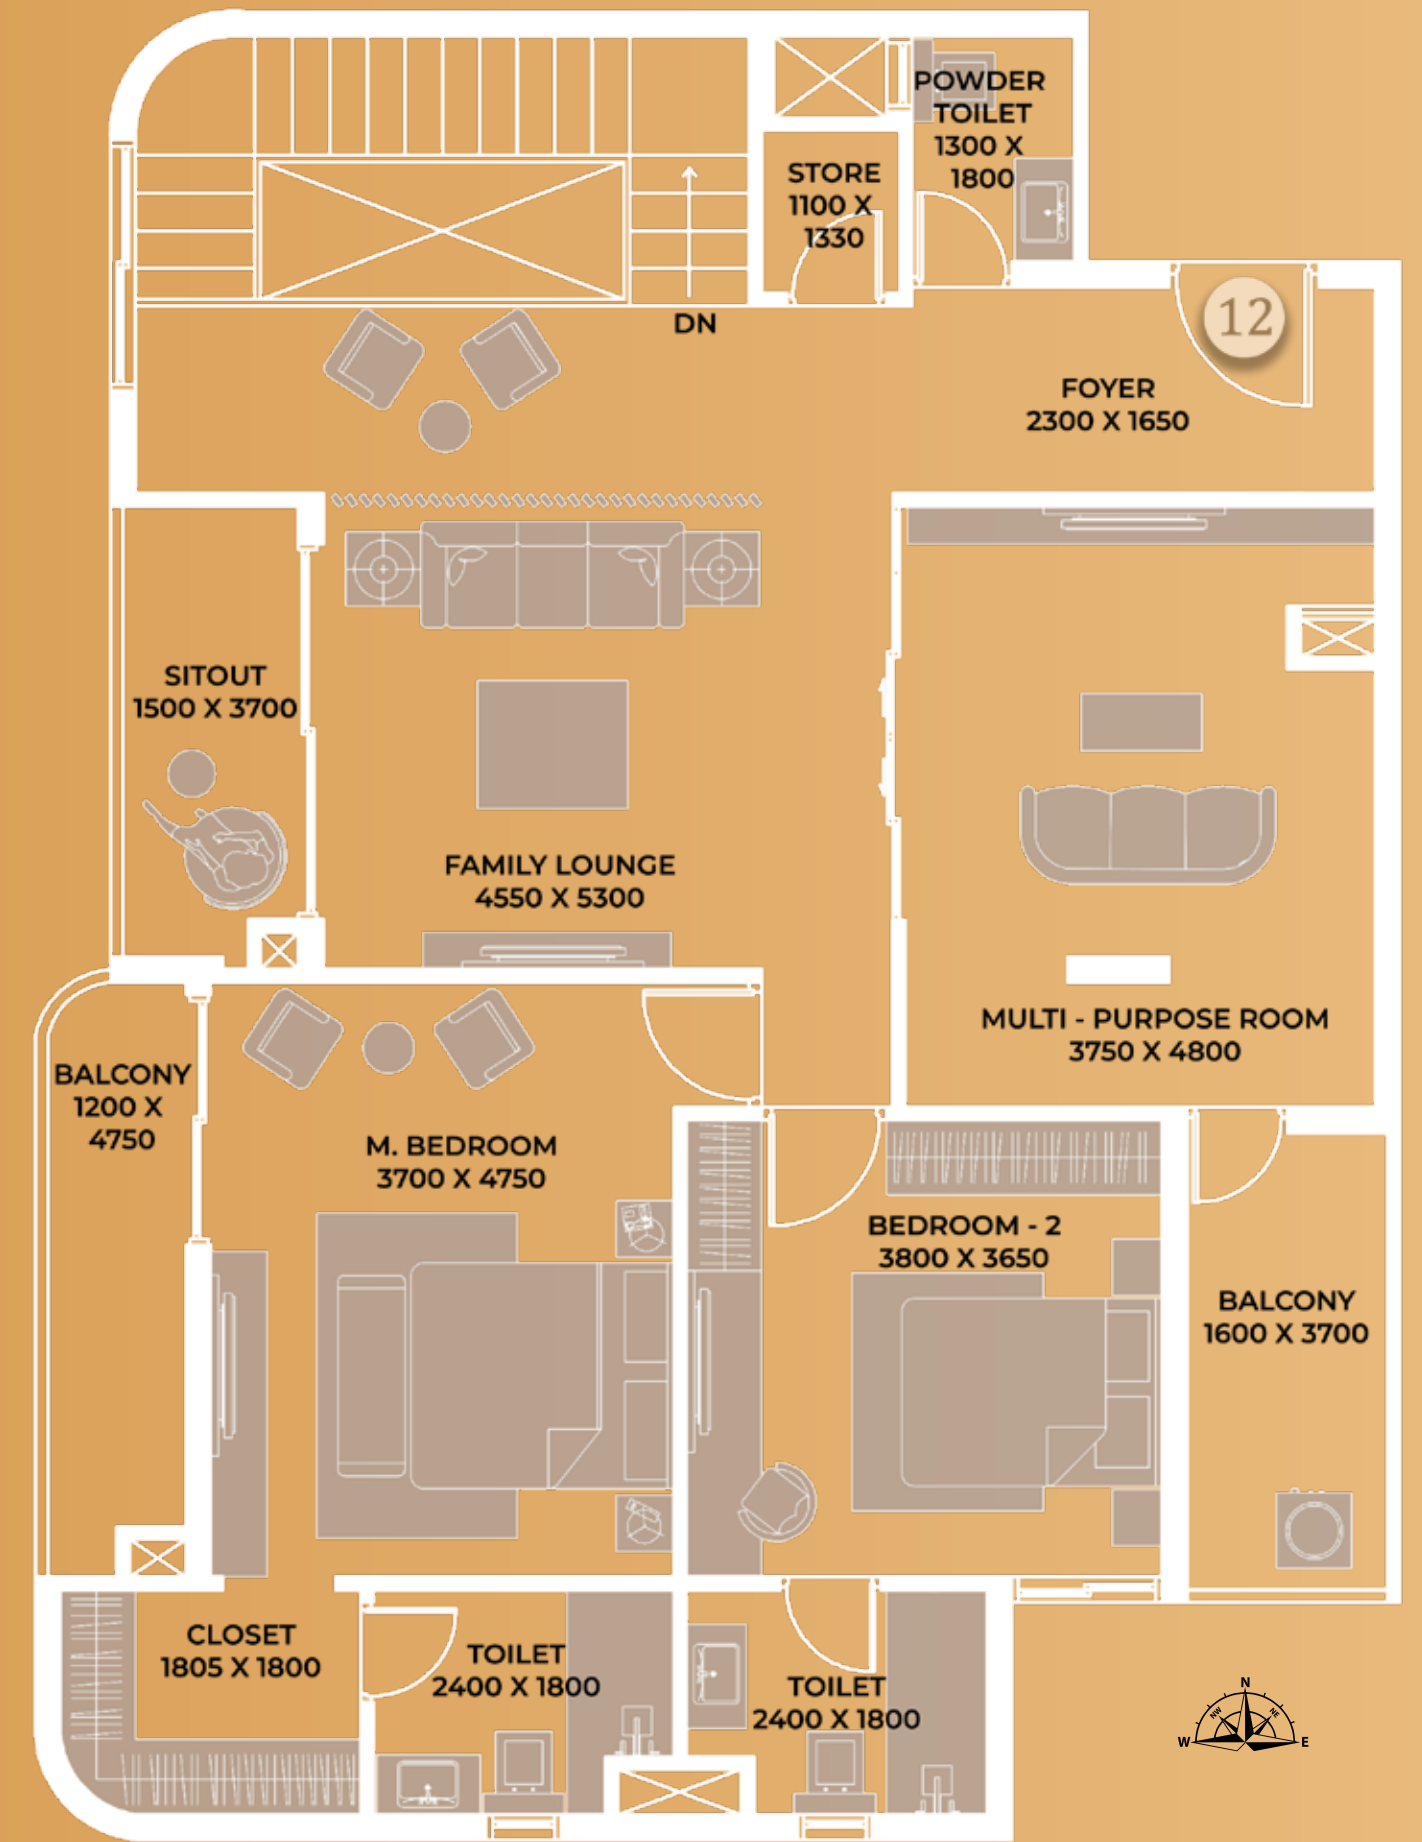 POWDER
TOILET
1300 X
1800
STORE
1100 X
1330
DN
12
FOYER
2300 X 1650
SITOUT
1500 X 3700
FAMILY LOUNGE
4550 X 5300
MULTI - PURPOSE ROOM
3750 X 4800
BALCONY
1200 X
4750
M. BEDROOM
3700 X 4750
BEDROOM - 2
3800 X 3650
BALCONY
1600 X 3700
CLOSET
1805 X 1800
TOILET
2400 X 1800
TOILET
2400 X 1800
N
NW NE
W E